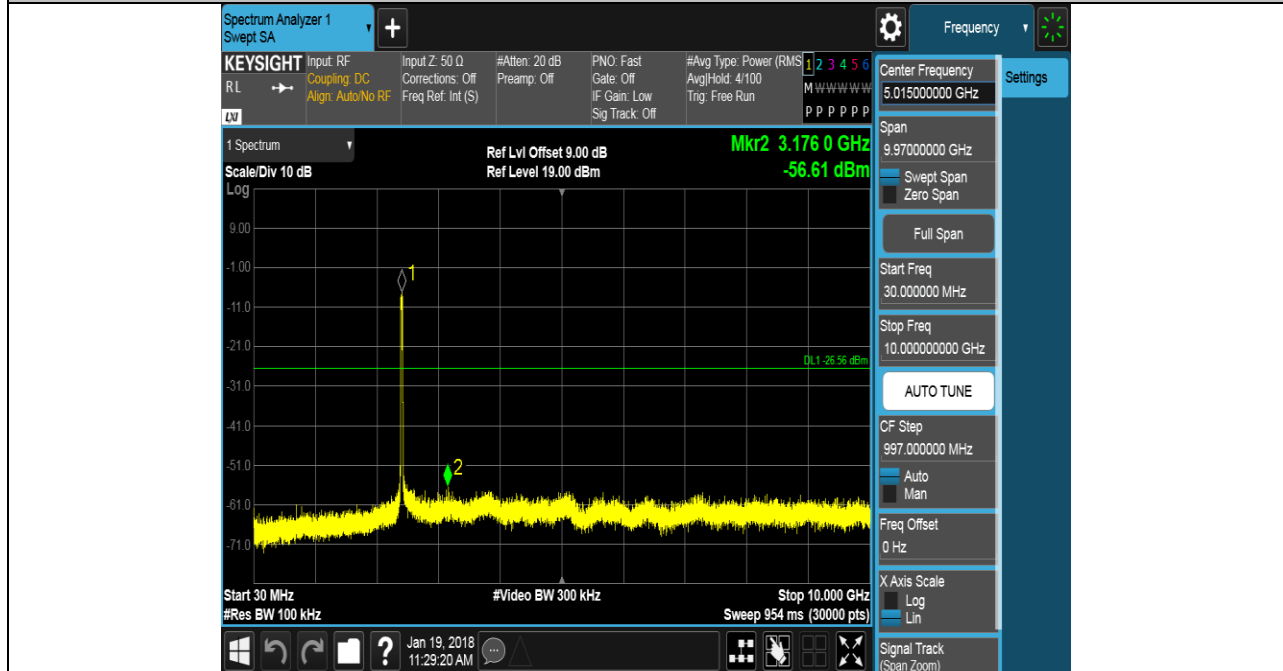 Spectrum Analyzer 1
Swept SA
+
Frequency
KEYSIGHT
RL
LXI
Input: RF
Coupling: DC
Align: Auto/No RF
Input Z: 50 Ω
Corrections: Off
Freq Ref: Int (S)
#Atten: 20 dB
Preamp: Off
PNO: Fast
Gate: Off
IF Gain: Low
Sig Track: Off
#Avg Type: Power (RMS
Avg|Hold: 4/100
Trig: Free Run
1 2 3 4 5 6
M W W W W W
P P P P P P
1 Spectrum
Scale/Div 10 dB
Log
Ref Lvl Offset 9.00 dB
Ref Level 19.00 dBm
Mkr2 3.176 0 GHz
-56.61 dBm
9.00
-1.00
-11.0
-21.0
-31.0
-41.0
-51.0
-61.0
-71.0
1
2
DL1 -26.56 dBm
Start 30 MHz
#Res BW 100 kHz
#Video BW 300 kHz
Stop 10.000 GHz
Sweep 954 ms (30000 pts)
?
Jan 19, 2018
11:29:20 AM
Center Frequency
5.015000000 GHz
Settings
Span
9.97000000 GHz
Swept Span
Zero Span
Full Span
Start Freq
30.000000 MHz
Stop Freq
10.000000000 GHz
AUTO TUNE
CF Step
997.000000 MHz
Auto
Man
Freq Offset
0 Hz
X Axis Scale
Log
Lin
Signal Track
(Span Zoom)